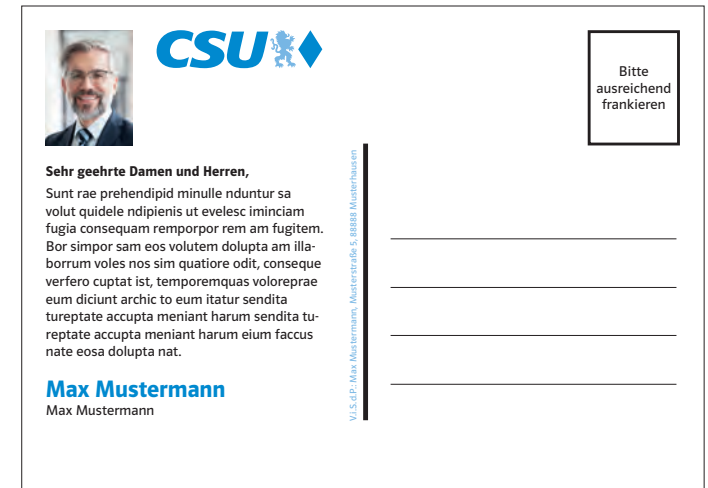 CSU
Bitte
ausreichend
frankieren
Sehr geehrte Damen und Herren,
Sunt rae prehendipid minulle nduntur sa
volut quidele ndipienis ut evelesc iminciam
fugia consequam remporpor rem am fugitem.
Bor simpor sam eos volutem dolupta am illa-
borrum voles nos sim quatiore odit, conseque
verfero cuptat ist, temporemquas voloreprae
eum diciunt archic to eum itatur sendita
tureptate accupta meniant harum sendita tu-
reptate accupta meniant harum eium faccus
nate eosa dolupta nat.
Max Mustermann
Max Mustermann
V.i.S.d.P.: Max Mustermann, Musterstraße 5, 88888 Musterhausen